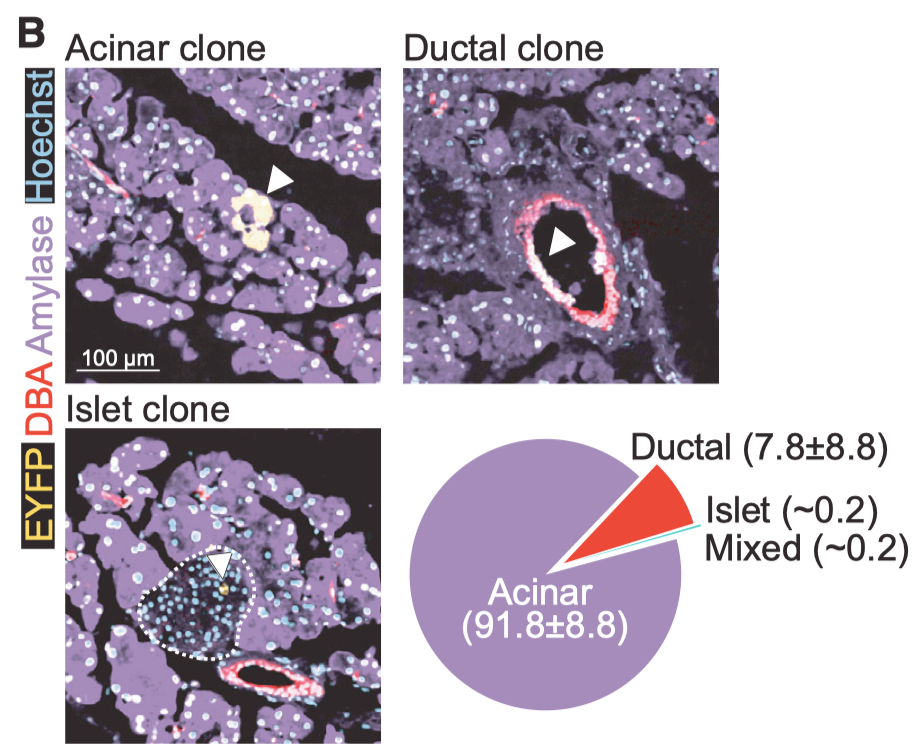 B
Acinar clone
Ductal clone
EYFP DBA Amylase Hoechst
100 µm
Islet clone
Ductal (7.8±8.8)
Islet (~0.2)
Mixed (~0.2)
Acinar
(91.8±8.8)